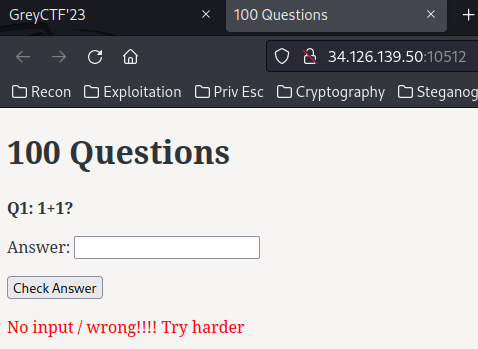 GreyCTF'23
100 Questions
34.126.139.50:10512
Recon Exploitation Priv Esc Cryptography Steganog
100 Questions
Q1: 1+1?
Answer:
Check Answer
No input / wrong!!!! Try harder